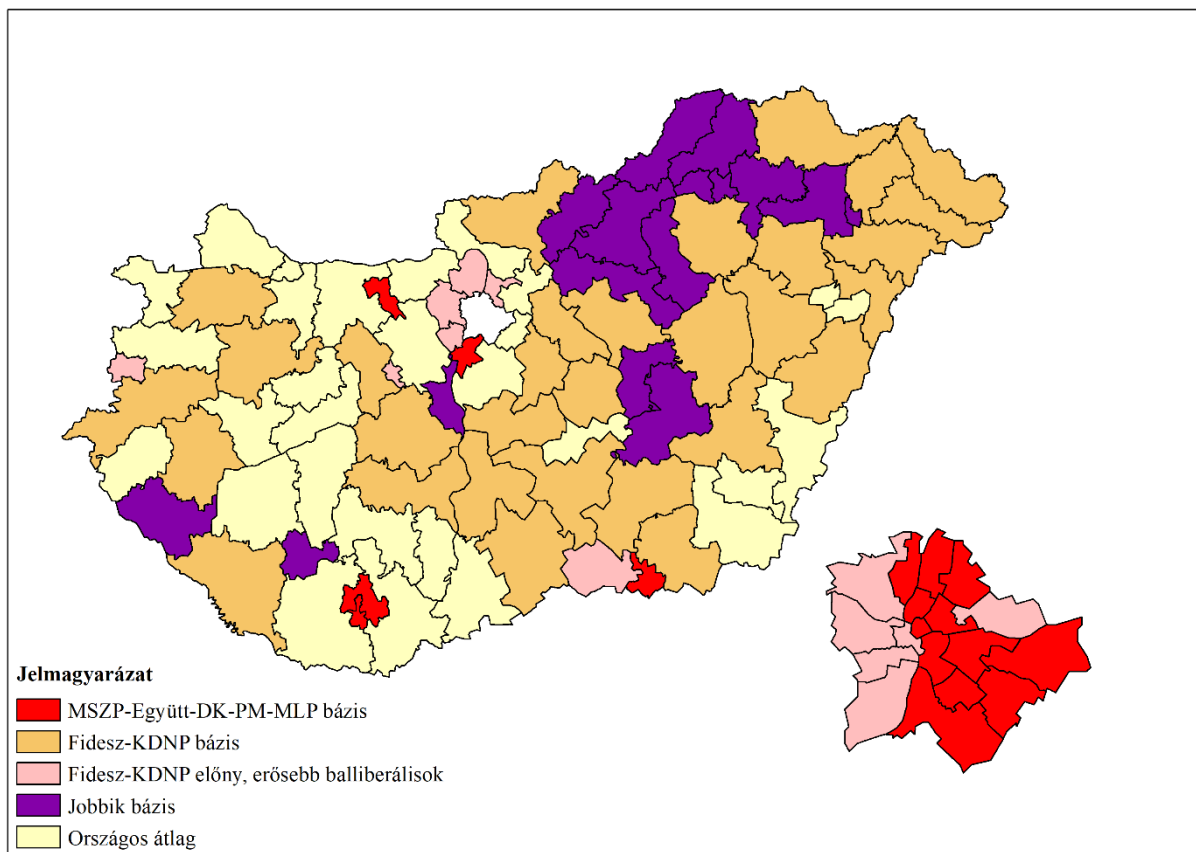 Jelmagyarázat
MSZP-Együtt-DK-PM-MLP bázis
Fidesz-KDNP bázis
Fidesz-KDNP előny, erősebb balliberálisok
Jobbik bázis
Országos átlag